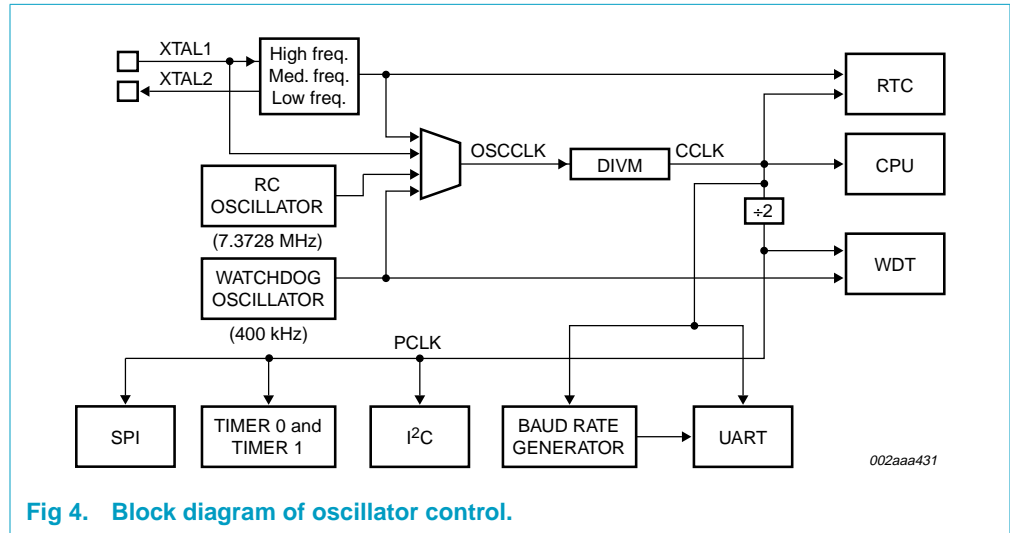 XTAL1
XTAL2
High freq.
Med. freq.
Low freq.
RTC
OSCCLK
DIVM
CCLK
CPU
RC
OSCILLATOR
(7.3728 MHz)
÷2
WDT
WATCHDOG
OSCILLATOR
(400 kHz)
PCLK
SPI
TIMER 0 and
TIMER 1
I²C
BAUD RATE
GENERATOR
UART
002aaa431
Fig 4. Block diagram of oscillator control.